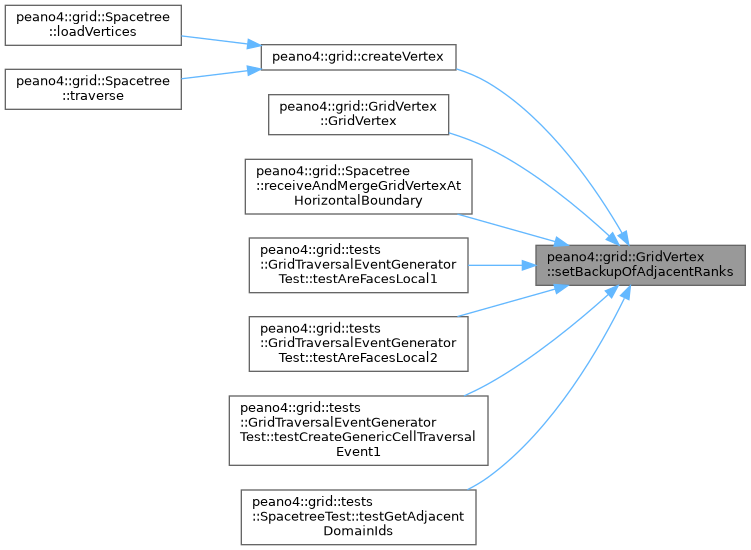 peano4::grid::Spacetree
::loadVertices
peano4::grid::Spacetree
::traverse
peano4::grid::createVertex
peano4::grid::GridVertex
::GridVertex
peano4::grid::Spacetree
::receiveAndMergeGridVertexAt
HorizontalBoundary
peano4::grid::tests
::GridTraversalEventGenerator
Test::testAreFacesLocal1
peano4::grid::tests
::GridTraversalEventGenerator
Test::testAreFacesLocal2
peano4::grid::tests
::GridTraversalEventGenerator
Test::testCreateGenericCellTraversal
Event1
peano4::grid::tests
::SpacetreeTest::testGetAdjacent
DomainIds
peano4::grid::GridVertex
::setBackupOfAdjacentRanks